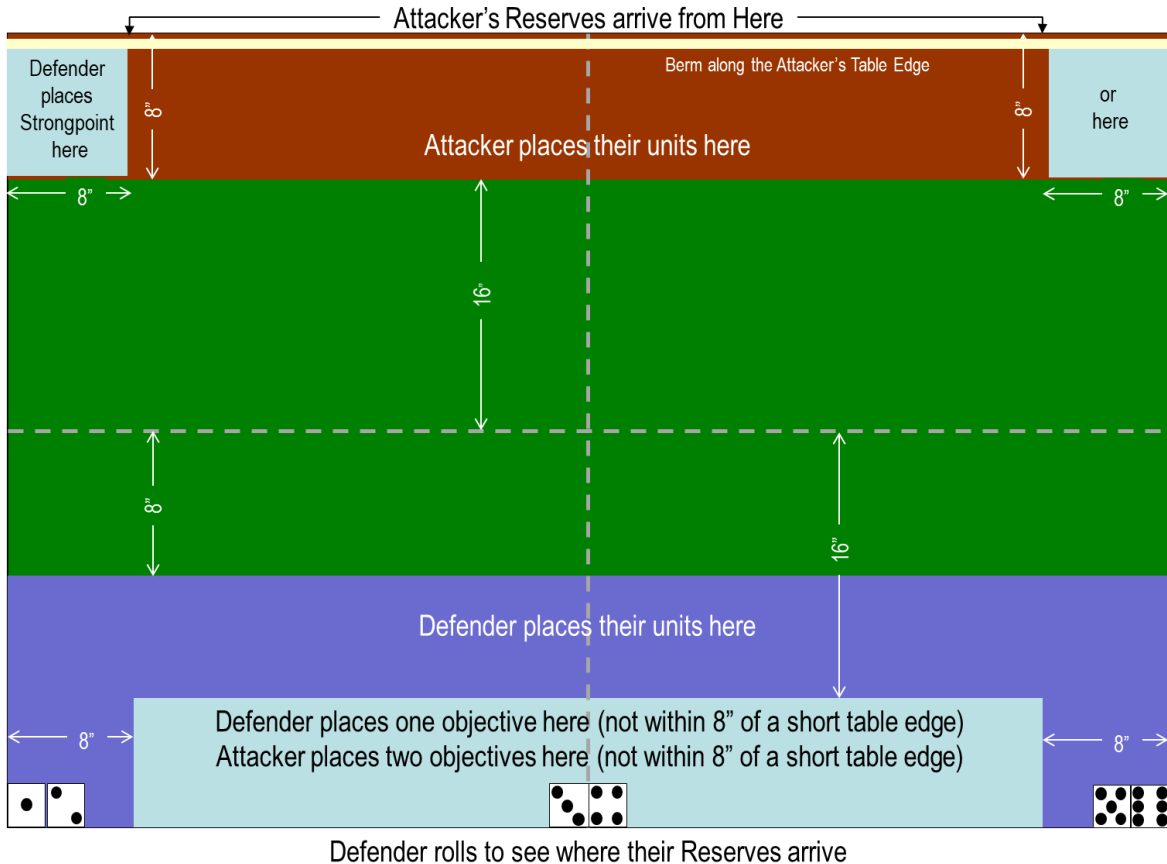 Attacker's Reserves arrive from Here
Berm along the Attacker's Table Edge
Defender
places
Strongpoint
here
8”
8”
or
here
Attacker places their units here
8”
8”
16”
8”
16”
Defender places their units here
Defender places one objective here (not within 8” of a short table edge)
Attacker places two objectives here (not within 8” of a short table edge)
8”
8”
Defender rolls to see where their Reserves arrive